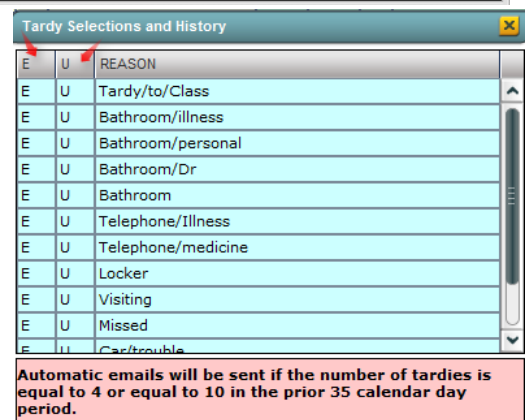 Tardy Selections and History
E U REASON
E U Tardy/to/Class
E U Bathroom/illness
E U Bathroom/personal
E U Bathroom/Dr
E U Bathroom
E U Telephone/Illness
E U Telephone/medicine
E U Locker
E U Visiting
E U Missed
E U Car/trouble
Automatic emails will be sent if the number of tardies is
equal to 4 or equal to 10 in the prior 35 calendar day
period.